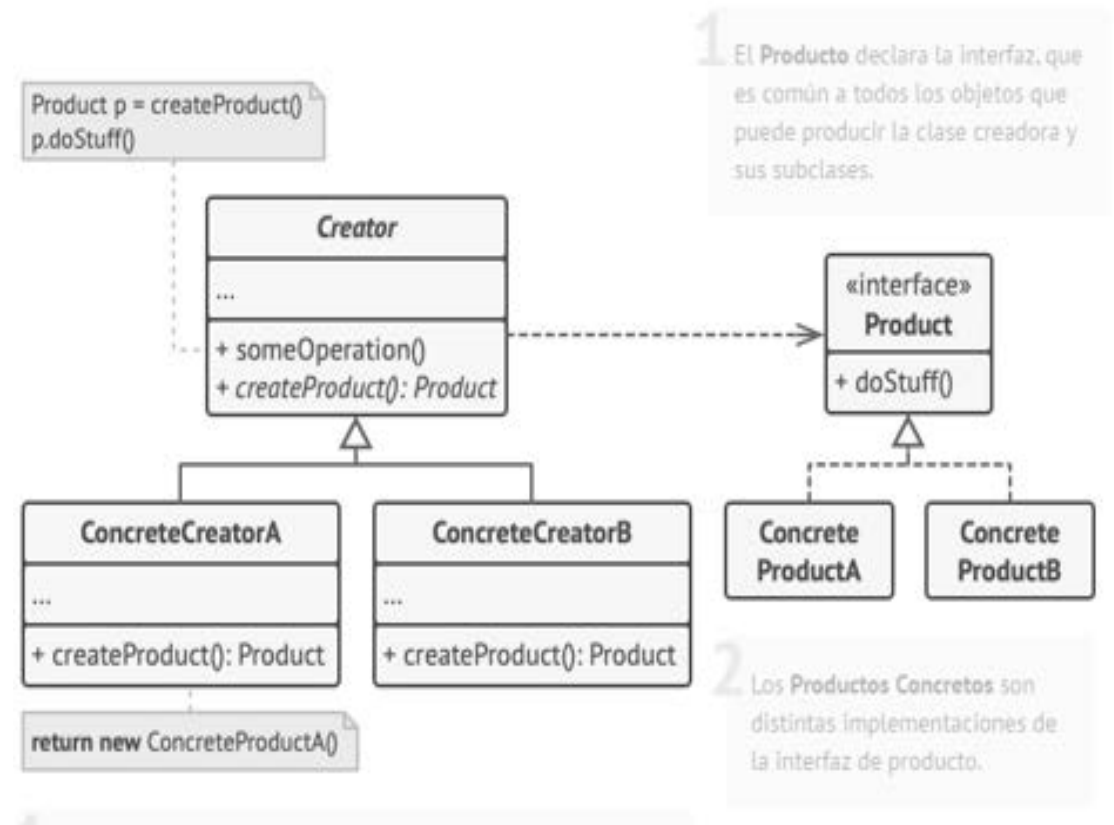 1
El Producto declara la interfaz, que
es común a todos los objetos que
puede producir la clase creadora y
sus subclases.
Product p = createProduct()
p.doStuff()
Creator
...
+ someOperation()
+ createProduct(): Product
«interface»
Product
+ doStuff()
ConcreteCreatorA
...
+ createProduct(): Product
ConcreteCreatorB
...
+ createProduct(): Product
Concrete
ProductA
Concrete
ProductB
return new ConcreteProductA()
2
Los Productos Concretos son
distintas implementaciones de
la interfaz de producto.